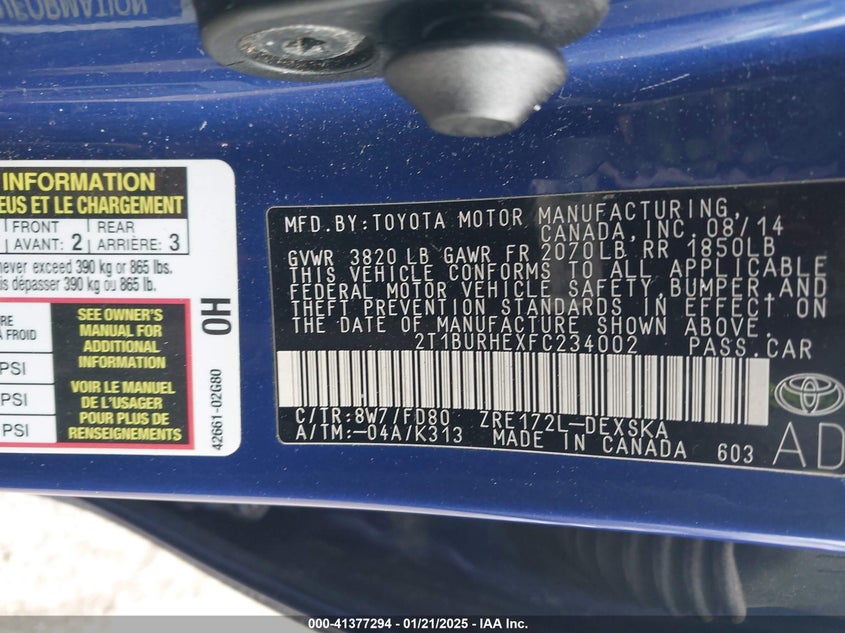 INFORMATION
INFORMATION
EUS ET LE CHARGEMENT
FRONT
AVANT: 2
REAR
ARRIÈRE: 3
never exceed 390 kg or 865 lbs.
dépasser 390 kg ou 865 lb.
A FROID
PSI
PSI
PSI
SEE OWNER'S
MANUAL FOR
ADDITIONAL
INFORMATION
VOIR LE MANUEL
DE L'USAGER
POUR PLUS DE
RENSEIGNEMENTS
0H
42661-02G80
MFD.BY:TOYOTA MOTOR MANUFACTURING,
CANADA, INC. 08/14
GVWR 3820 LB GAWR FR 2070LB RR 1850LB
THIS VEHICLE CONFORMS TO ALL APPLICABLE
FEDERAL MOTOR VEHICLE SAFETY, BUMPER, AND
THEFT PREVENTION STANDARDS IN EFFECT ON
THE DATE OF MANUFACTURE SHOWN ABOVE.
2T1BURHEXFC234002 PASS.CAR
C/TR:8W7/FD80 ZRE172L-DEXSKA
A/TM:-04A/K313 MADE IN CANADA 603
AD
000-41377294 - 01/21/2025 - IAA Inc.